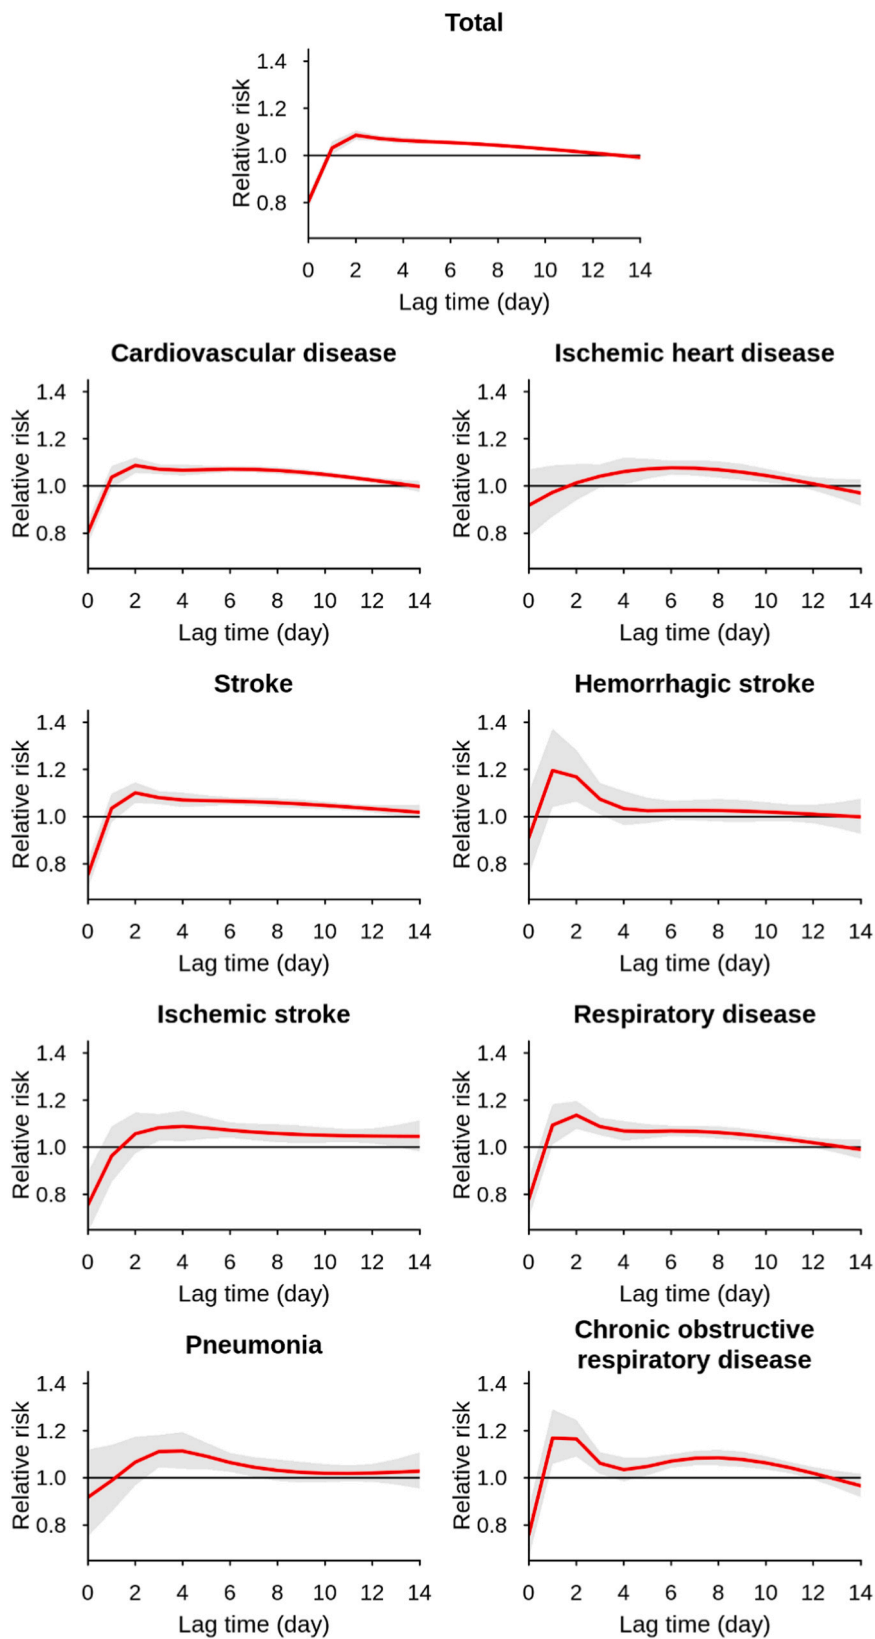 Total
Relative risk
1.4
1.2
1.0
0.8
0 2 4 6 8 10 12 14
Lag time (day)
Cardiovascular disease
Relative risk
1.4
1.2
1.0
0.8
0 2 4 6 8 10 12 14
Lag time (day)
Ischemic heart disease
Relative risk
1.4
1.2
1.0
0.8
0 2 4 6 8 10 12 14
Lag time (day)
Stroke
Relative risk
1.4
1.2
1.0
0.8
0 2 4 6 8 10 12 14
Lag time (day)
Hemorrhagic stroke
Relative risk
1.4
1.2
1.0
0.8
0 2 4 6 8 10 12 14
Lag time (day)
Ischemic stroke
Relative risk
1.4
1.2
1.0
0.8
0 2 4 6 8 10 12 14
Lag time (day)
Respiratory disease
Relative risk
1.4
1.2
1.0
0.8
0 2 4 6 8 10 12 14
Lag time (day)
Pneumonia
Relative risk
1.4
1.2
1.0
0.8
0 2 4 6 8 10 12 14
Lag time (day)
Chronic obstructive
respiratory disease
Relative risk
1.4
1.2
1.0
0.8
0 2 4 6 8 10 12 14
Lag time (day)